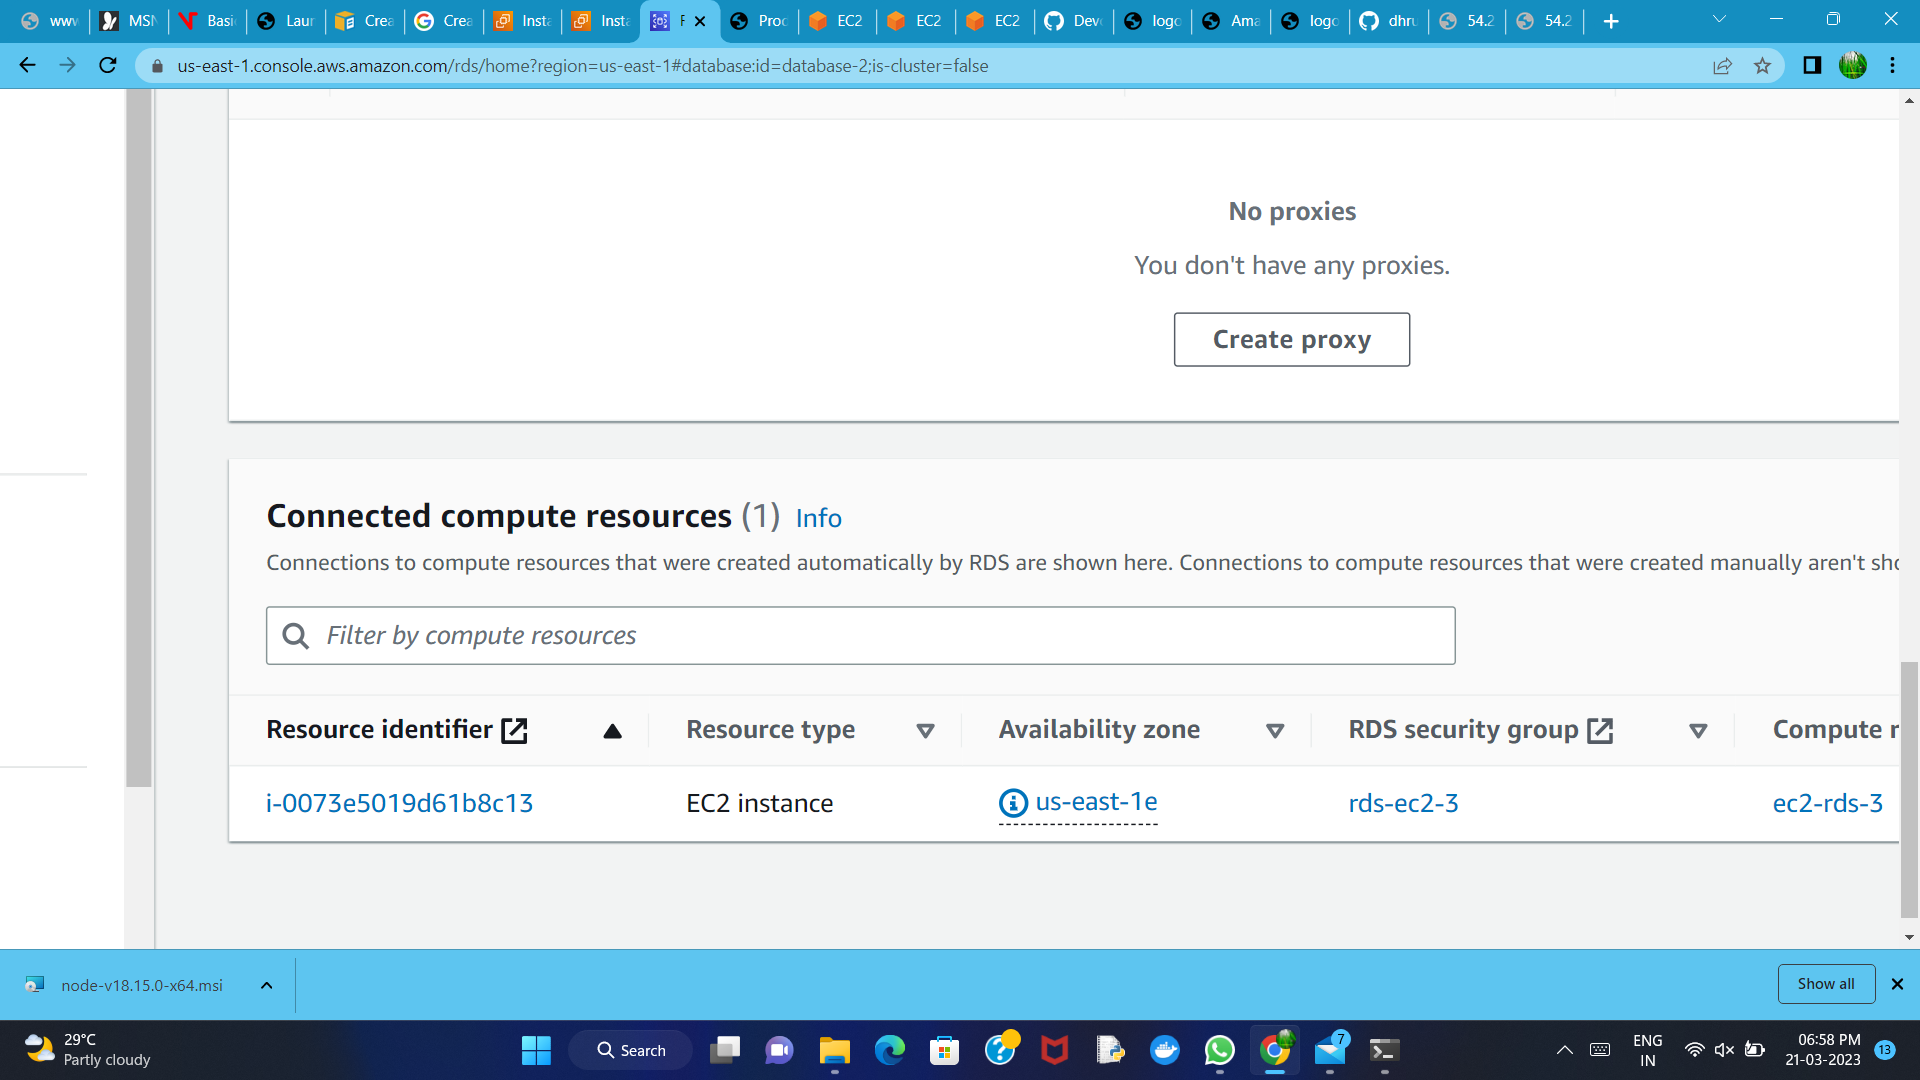 www
MSN
Basic
Laun
Crea
Crea
Insta
Insta
Proc
EC2
EC2
EC2
Deve
logo
Ama
logo
dhru
54.2
54.2
us-east-1.console.aws.amazon.com/rds/home?region=us-east-1#database:id=database-2;is-cluster=false
No proxies
You don't have any proxies.
Create proxy
Connected compute resources (1) Info
Connections to compute resources that were created automatically by RDS are shown here. Connections to compute resources that were created manually aren't sho
Filter by compute resources
Resource identifier Resource type Availability zone RDS security group Compute r
i-0073e5019d61b8c13 EC2 instance us-east-1e rds-ec2-3 ec2-rds-3
node-v18.15.0-x64.msi
Show all
29°C
Partly cloudy
Search
7
ENG
IN
06:58 PM
21-03-2023
13